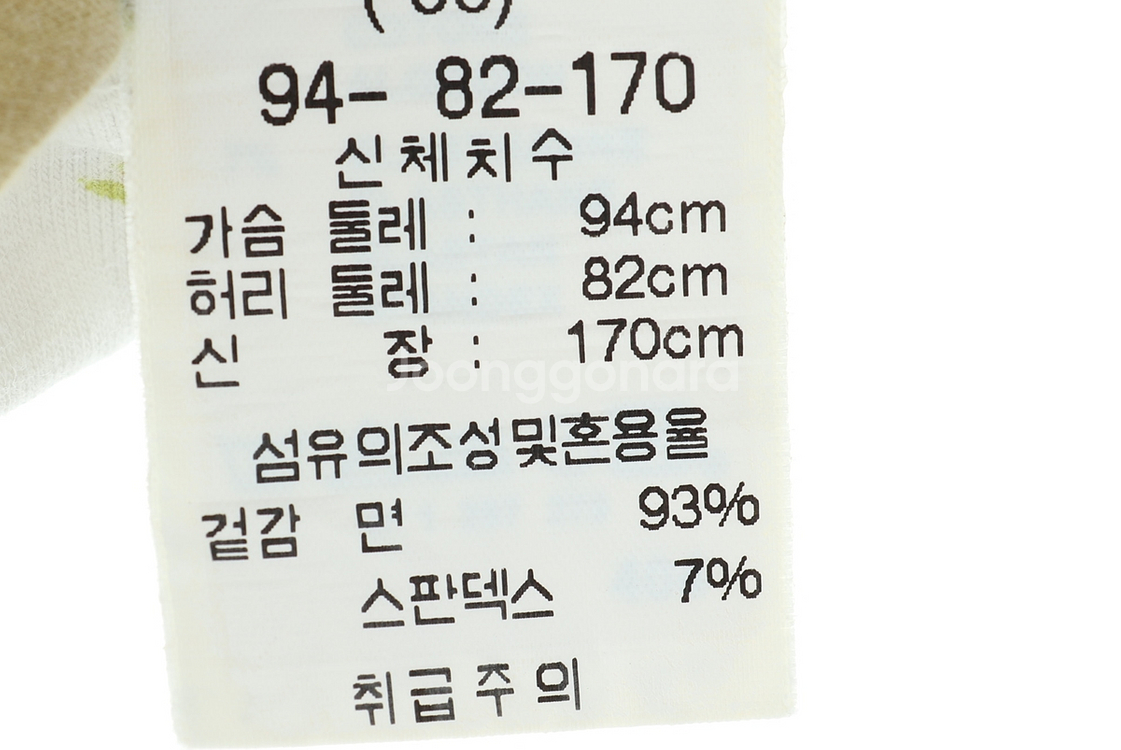 94- 82-170
신체치수
가슴 둘레 : 94cm
허리 둘레 : 82cm
신 장 : 170cm
Joonggonara
섬유의조성및혼용율
겉감 면 93%
스판덱스 7%
취급주의